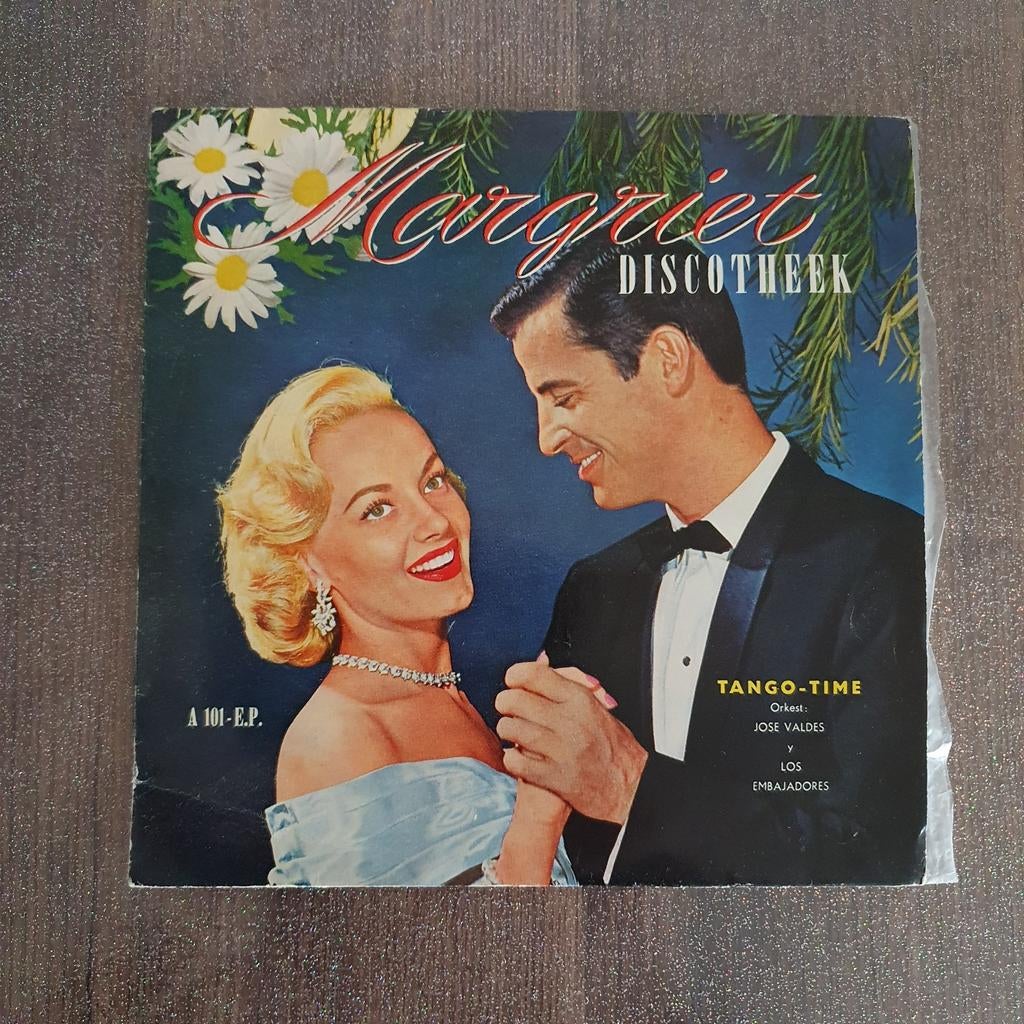 Margriet
DISCOTHEEK
A 101-E.P.
TANGO-TIME
Orkest:
JOSE VALDES
y
LOS
EMBAJADORES